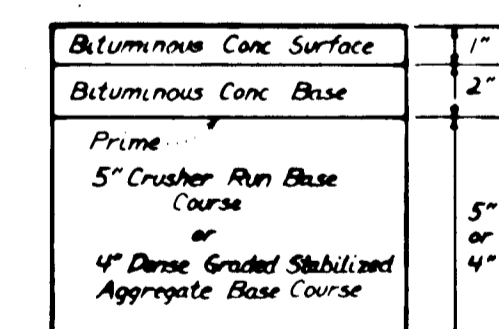 Bituminous Conc Surface
1"
Bituminous Conc Base
2"
Prime
5" Crusher Run Base
Course
or
4" Dense Graded Stabilized
Aggregate Base Course
5"
or
4"